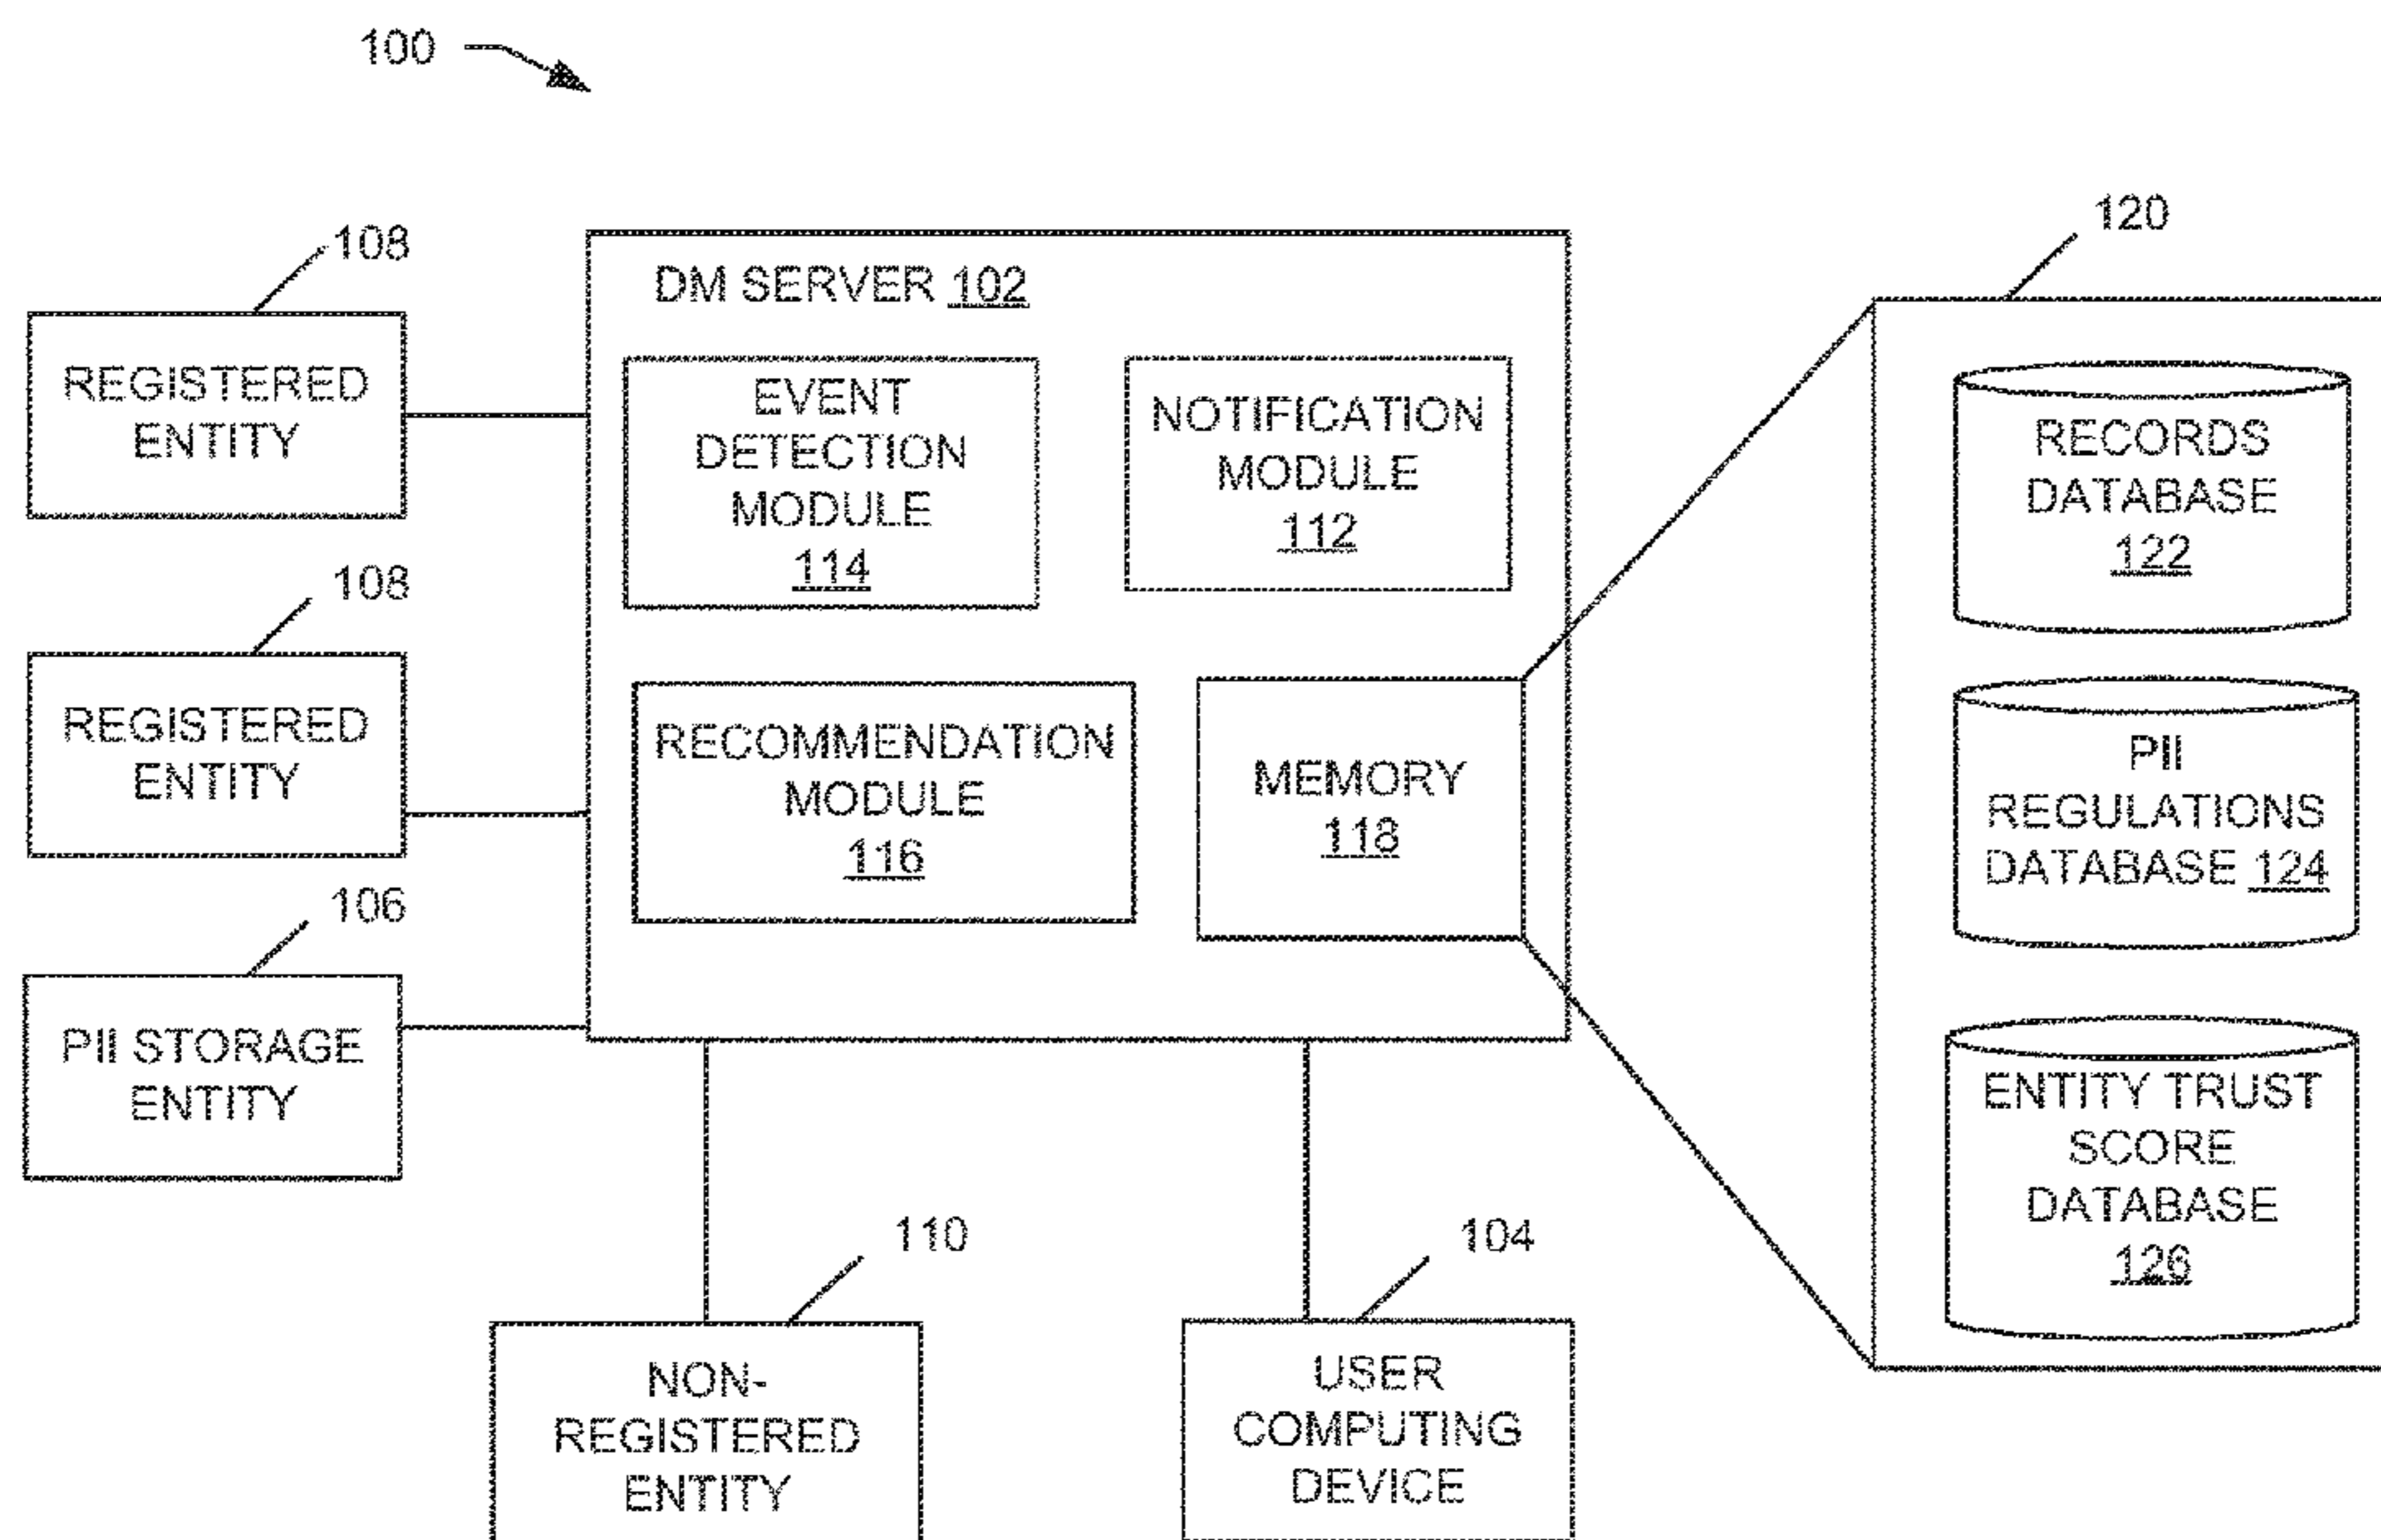 100
120
108
DM SERVER 102
REGISTERED
ENTITY
EVENT
DETECTION
MODULE
114
NOTIFICATION
MODULE
112
RECORDS
DATABASE
122
108
REGISTERED
ENTITY
RECOMMENDATION
MODULE
116
MEMORY
118
PII
REGULATIONS
DATABASE 124
106
PII STORAGE
ENTITY
ENTITY TRUST
SCORE
DATABASE
126
110
NON-
REGISTERED
ENTITY
104
USER
COMPUTING
DEVICE